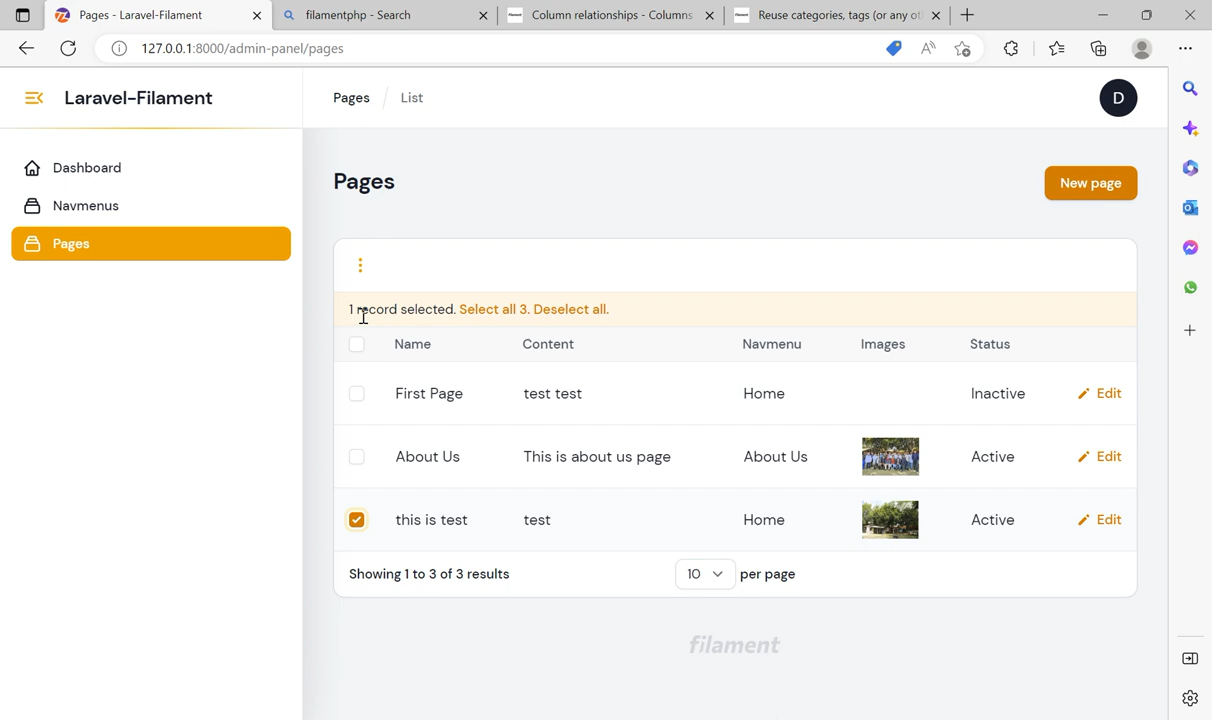 Pages - Laravel-Filament
filamentphp - Search
Column relationships - Columns
Reuse categories, tags (or any ot
127.0.0.1:8000/admin-panel/pages
Laravel-Filament
Pages / List
D
Dashboard
Navmenus
Pages
Pages
New page
1 record selected. Select all 3. Deselect all.
Name Content Navmenu Images Status
First Page test test Home Inactive Edit
About Us This is about us page About Us Active Edit
this is test test Home Active Edit
Showing 1 to 3 of 3 results 10 per page
filament